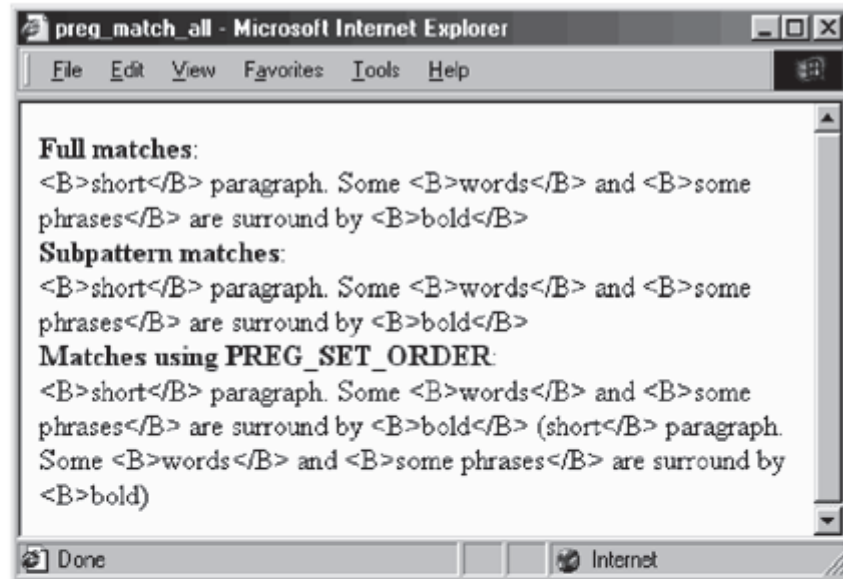 preg_match_all - Microsoft Internet Explorer
File Edit View Favorites Tools Help
Full matches:
<B>short</B> paragraph. Some <B>words</B> and <B>some
phrases</B> are surround by <B>bold</B>
Subpattern matches:
<B>short</B> paragraph. Some <B>words</B> and <B>some
phrases</B> are surround by <B>bold</B>
Matches using PREG_SET_ORDER:
<B>short</B> paragraph. Some <B>words</B> and <B>some
phrases</B> are surround by <B>bold</B> (short</B> paragraph.
Some <B>words</B> and <B>some phrases</B> are surround by
<B>bold)
Done Internet